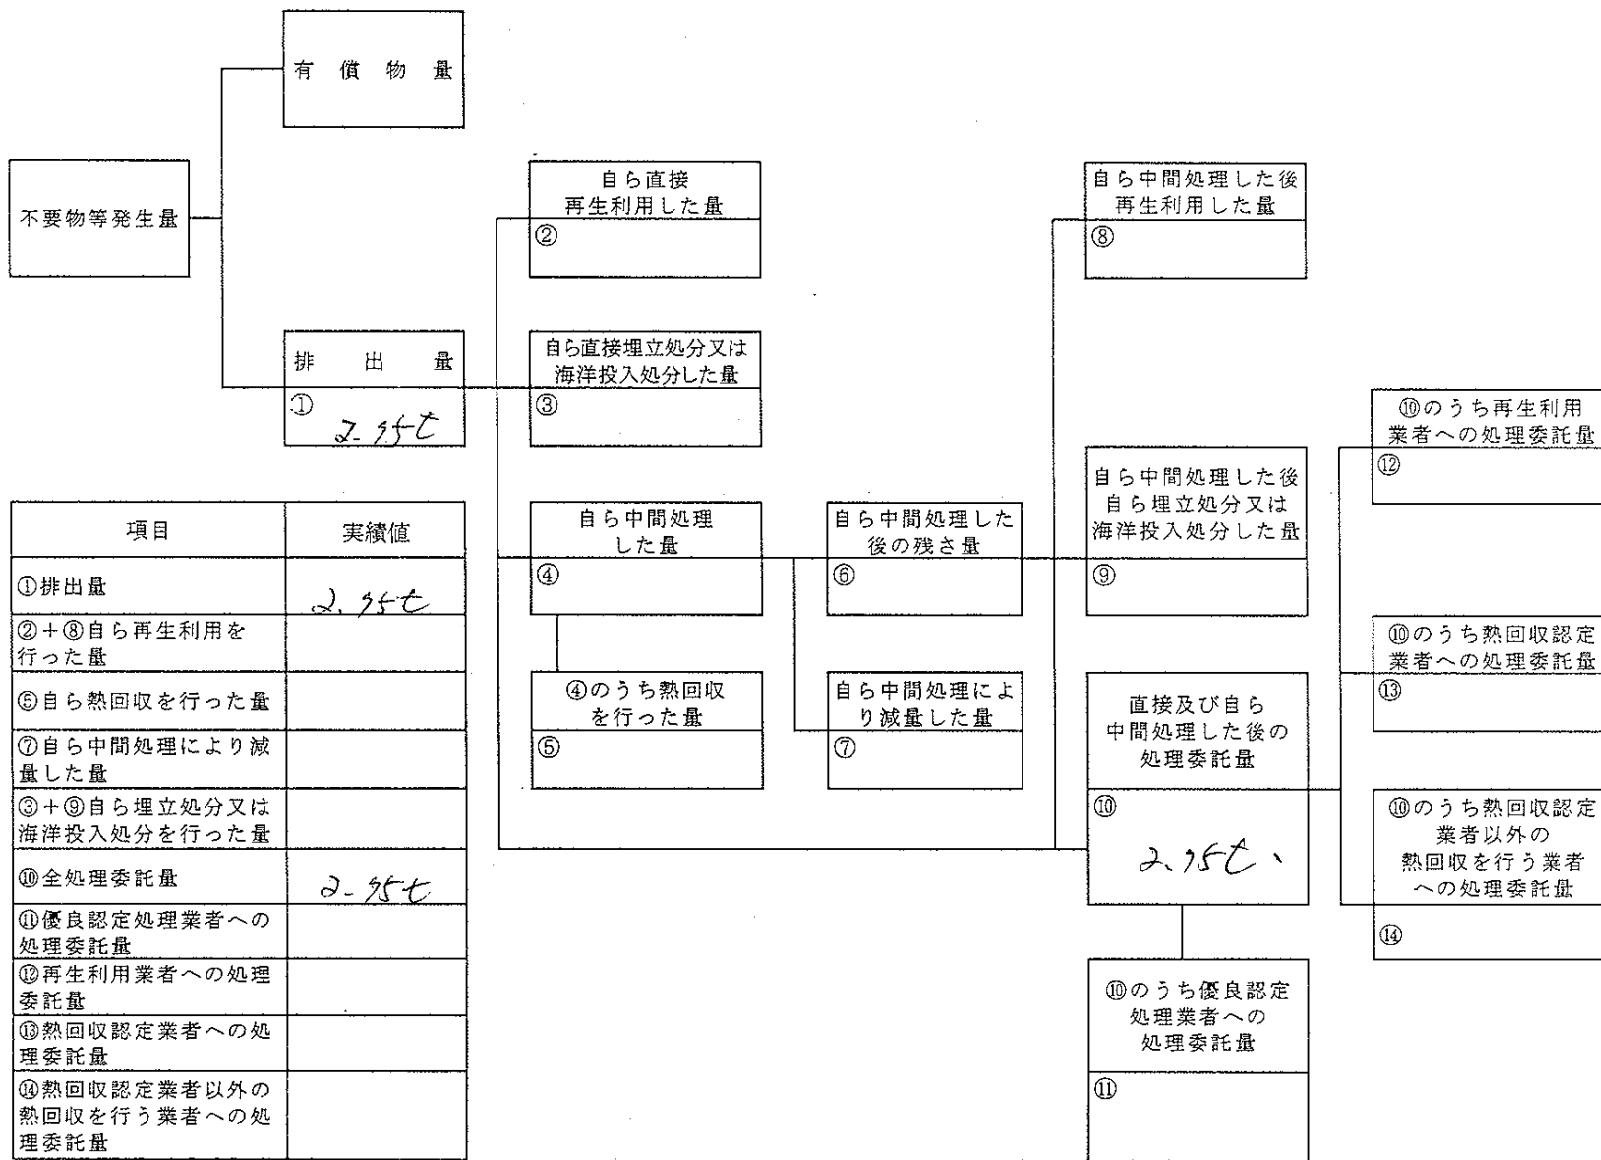 有償物量
不要物等発生量
自ら直接
再生利用した量
②
自ら中間処理した後
再生利用した量
⑧
排出量
①
自ら直接埋立処分又は
海洋投入処分した量
③
⑩のうち再生利用
業者への処理委託量
⑫
自ら中間処理
した量
④
自ら中間処理した
後の残さ量
⑥
自ら中間処理した後
自ら埋立処分又は
海洋投入処分した量
⑨
④のうち熱回収
を行った量
⑤
自ら中間処理によ
り減量した量
⑦
直接及び自ら
中間処理した後の
処理委託量
⑩
⑩のうち熱回収認定
業者への処理委託量
⑬
⑩のうち熱回収認定
業者以外の
熱回収を行う業者
への処理委託量
⑭
⑩のうち優良認定
処理業者への
処理委託量
⑪
項目 実績値
①排出量
②+⑧自ら再生利用を
行った量
⑤自ら熱回収を行った量
⑦自ら中間処理により減
量した量
③+⑨自ら埋立処分又は
海洋投入処分を行った量
⑩全処理委託量
⑪優良認定処理業者への
処理委託量
⑫再生利用業者への処理
委託量
⑬熱回収認定業者への処
理委託量
⑭熱回収認定業者以外の
熱回収を行う業者への処
理委託量